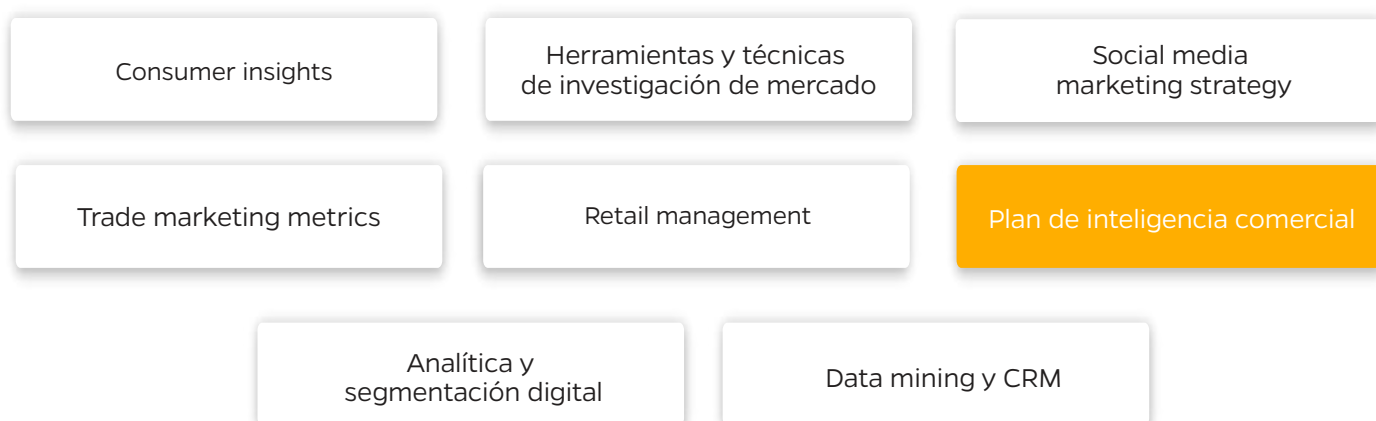 Consumer insights
Herramientas y técnicas
de investigación de mercado
Social media
marketing strategy
Trade marketing metrics
Retail management
Plan de inteligencia comercial
Analítica y
segmentación digital
Data mining y CRM